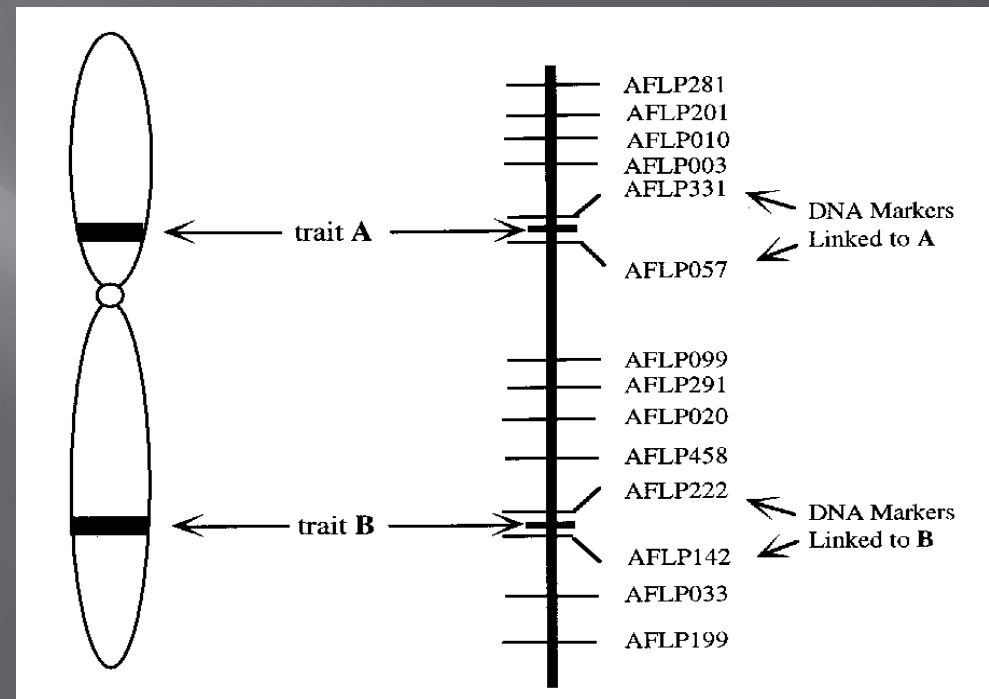 AFLP281
AFLP201
AFLP010
AFLP003
AFLP331
DNA Markers
Linked to A
trait A
AFLP057
AFLP099
AFLP291
AFLP020
AFLP458
AFLP222
DNA Markers
Linked to B
trait B
AFLP142
AFLP033
AFLP199